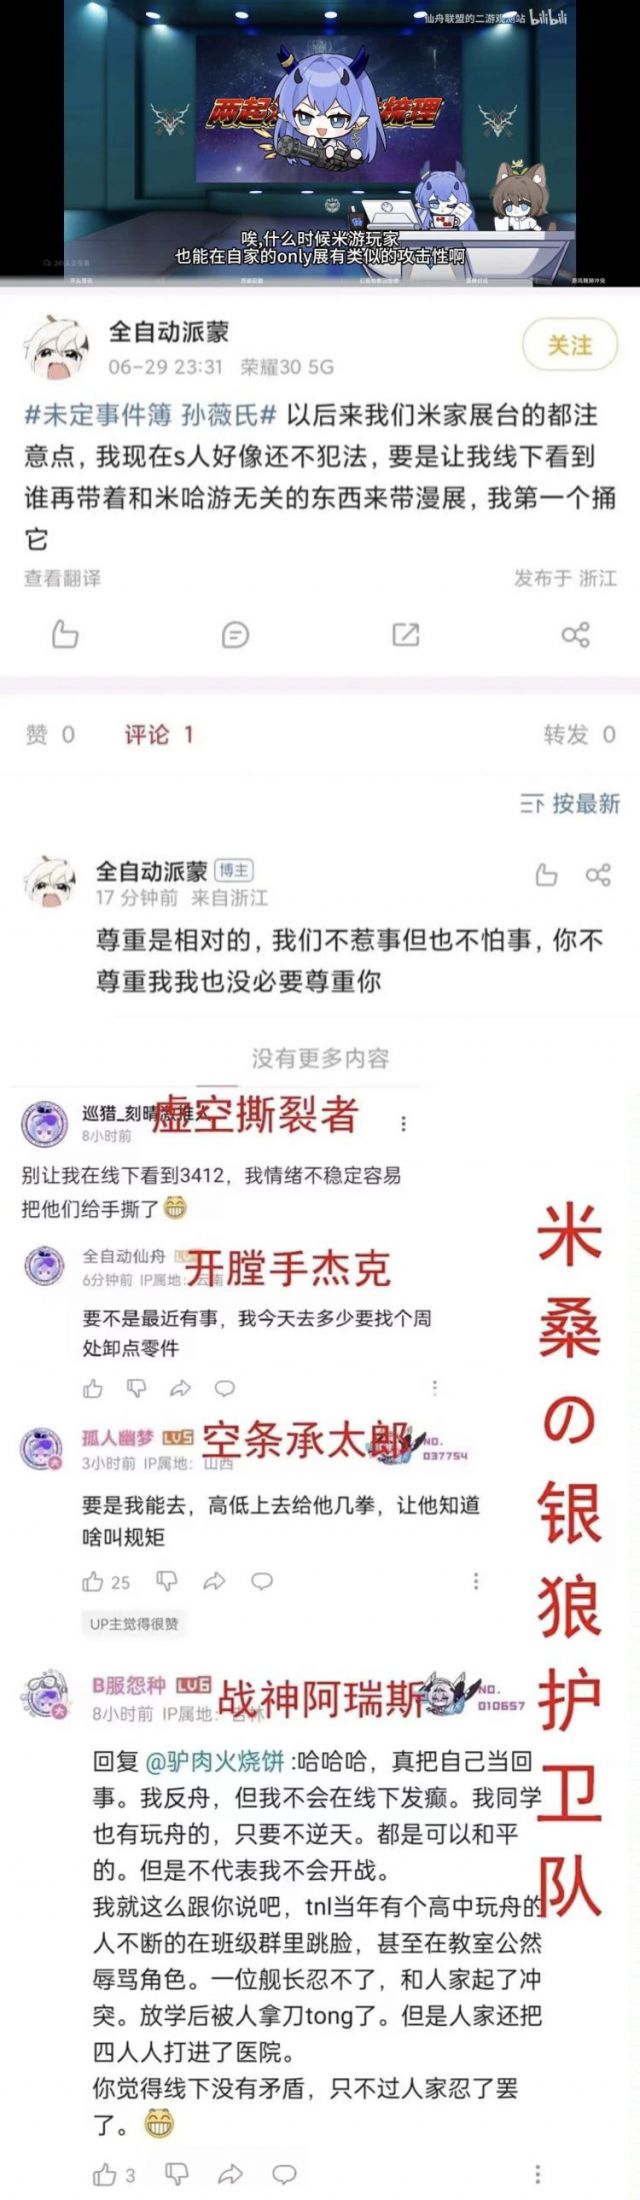 仙舟联盟的二游观测站 bilibili
两起
梳理
唉,什么时候米游玩家
也能在自家的only展有类似的攻击性啊
全自动派蒙
06-29 23:31 荣耀30 5G
关注
#未定事件簿 孙薇氏# 以后来我们米家展台的都注
意点，我现在s人好像还不犯法，要是让我线下看到
谁再带着和米哈游无关的东西来带漫展，我第一个捅
它
查看翻译
发布于 浙江
赞 0
评论 1
转发 0
按最新
全自动派蒙 博主
17 分钟前 来自浙江
尊重是相对的，我们不惹事但也不怕事，你不
尊重我我也没必要尊重你
没有更多内容
巡猎_刻晴 虚空撕裂者
8小时前
别让我在线下看到3412，我情绪不稳定容易
把他们给手撕了
全自动仙舟 开膛手杰克
6分钟前 IP属地：云南
要不是最近有事，我今天去多少要找个周
处卸点零件
孤人幽梦 LV5 空条承太郎 NO.
037754
3小时前 IP属地：山西
要是我能去，高低上去给他几拳，让他知道
啥叫规矩
25
UP主觉得很赞
B服怨种 LV6 战神阿瑞斯 NO.
010657
8小时前 IP属地：吉林
回复 @驴肉火烧饼 :哈哈哈，真把自己当回
事。我反舟，但我不会在线下发癫。我同学
也有玩舟的，只要不逆天。都是可以和平
的。但是不代表我不会开战。
我就这么跟你说吧，tnl当年有个高中玩舟的
人不断的在班级群里跳脸，甚至在教室公然
辱骂角色。一位舰长忍不了，和人家起了冲
突。放学后被人拿刀tong了。但是人家还把
四人人打进了医院。
你觉得线下没有矛盾，只不过人家忍了罢
了。
3
米桑の银狼护卫队